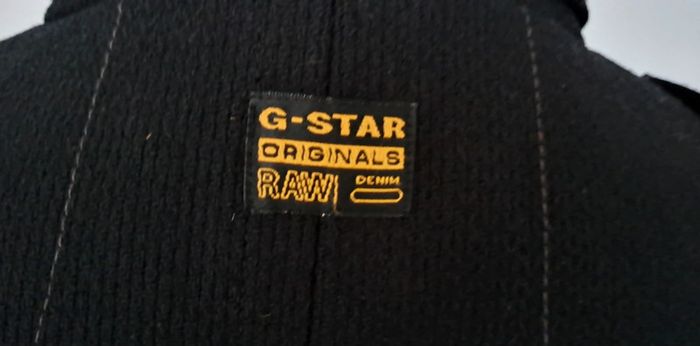 G-STAR
ORIGINALS
RAW DENIM